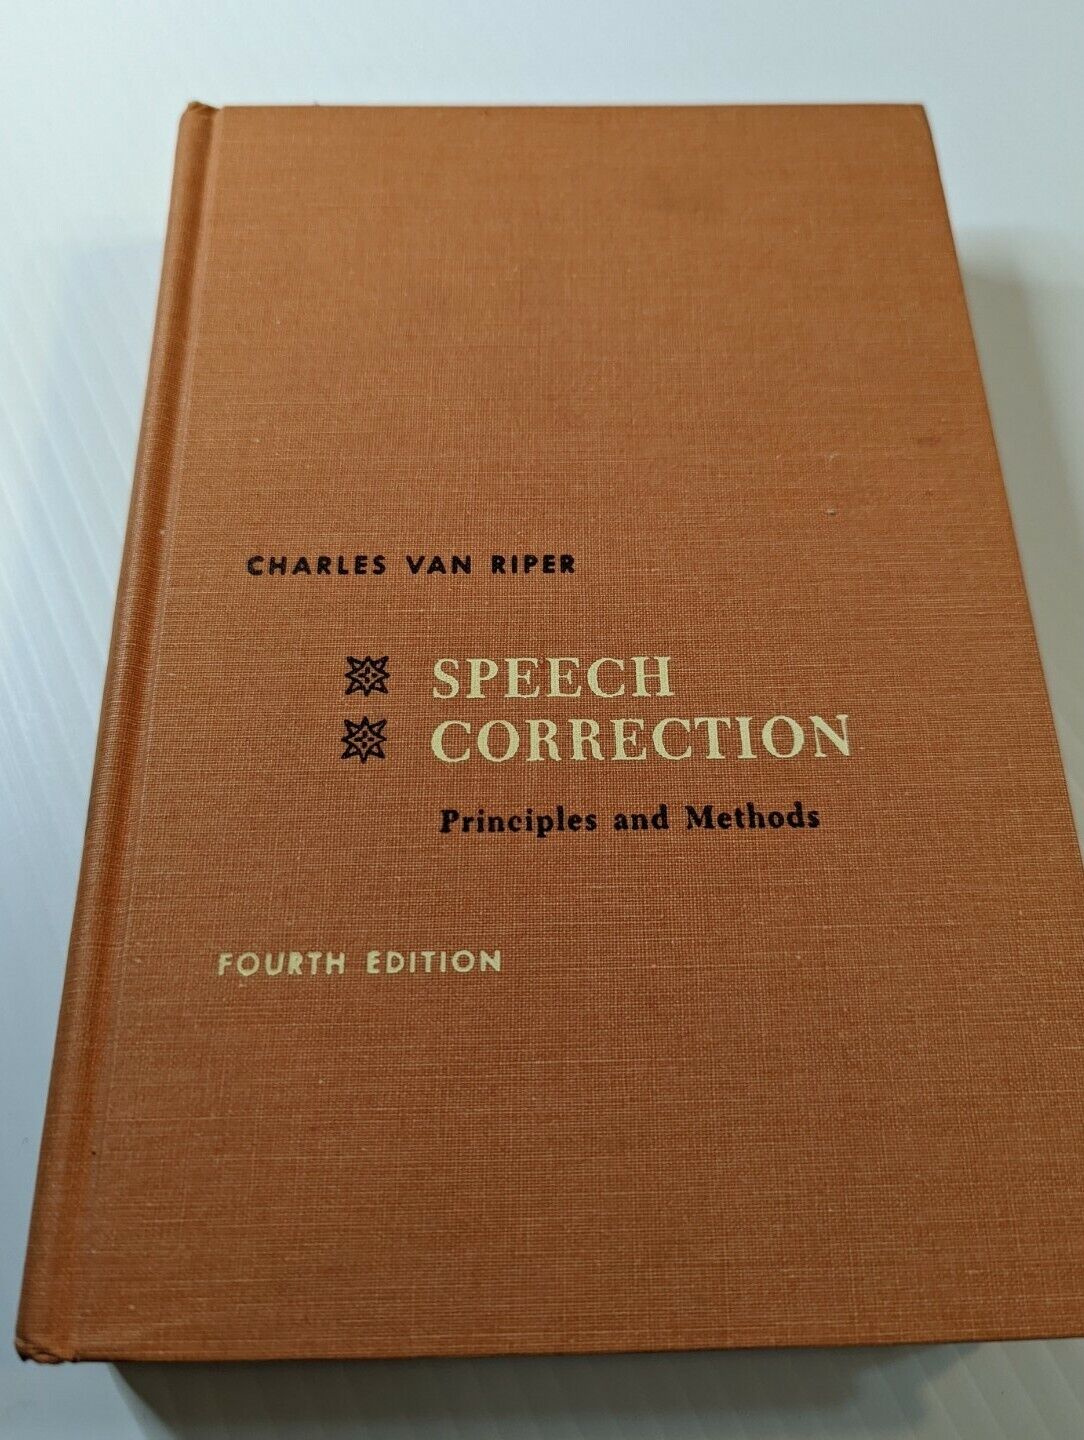 CHARLES VAN RIPER
SPEECH
CORRECTION
Principles and Methods
FOURTH EDITION